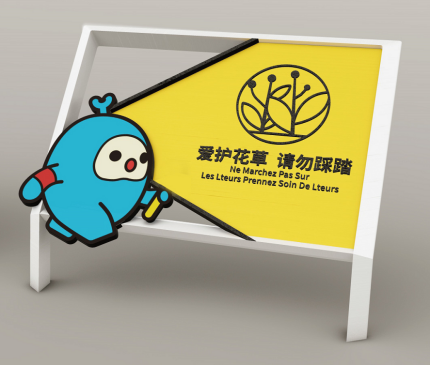 爱护花草 请勿踩踏
Ne Marchez Pas Sur
Les Lteurs Prennez Soin De Lteurs